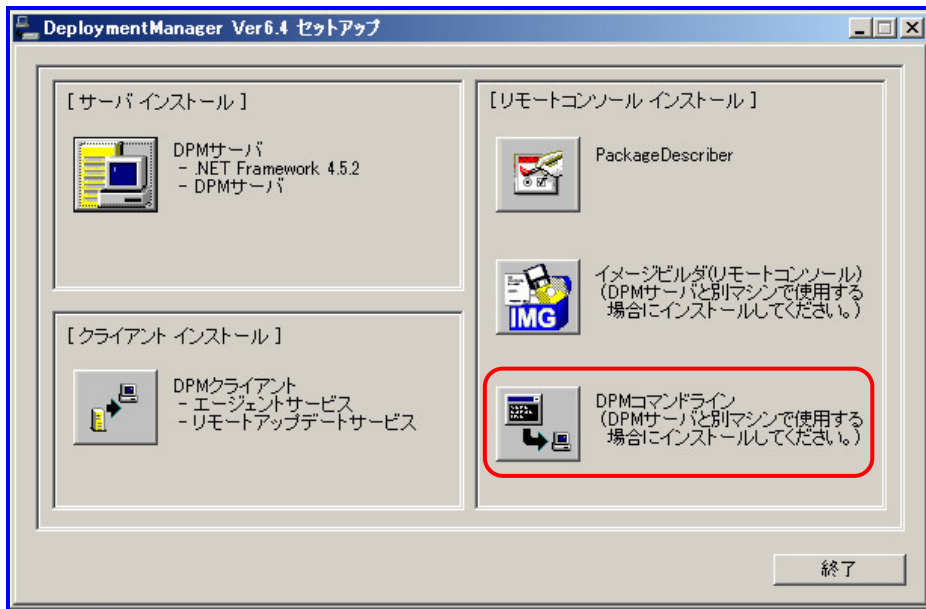 DeploymentManager Ver6.4 セットアップ
[サーバ インストール]
DPMサーバ
- .NET Framework 4.5.2
- DPMサーバ
[クライアント インストール]
DPMクライアント
- エージェントサービス
- リモートアップデートサービス
[リモートコンソール インストール]
PackageDescriber
IMG
イメージビルダ(リモートコンソール)
(DPMサーバと別マシンで使用する
場合にインストールしてください。)
DPMコマンドライン
(DPMサーバと別マシンで使用する
場合にインストールしてください。)
終了